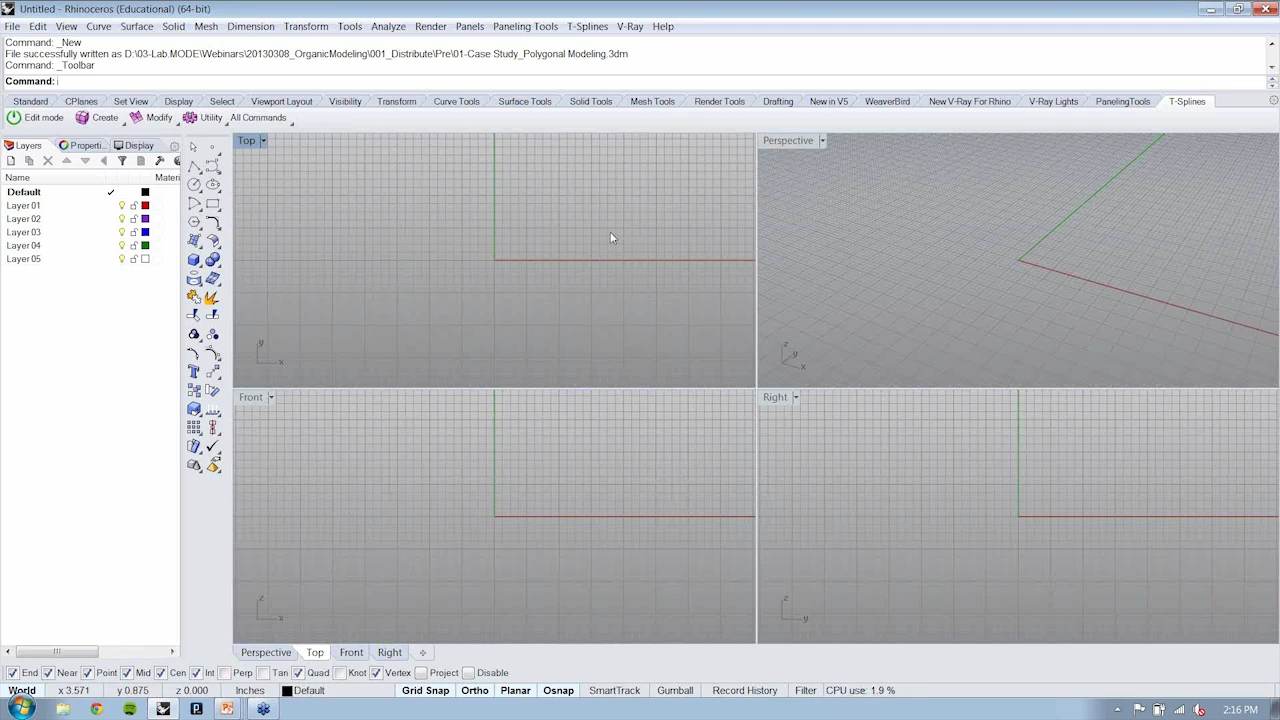 Untitled - Rhinoceros (Educational) (64-bit)
File Edit View Curve Surface Solid Mesh Dimension Transform Tools Analyze Render Panels Paneling Tools T-Splines V-Ray Help
Command: _New
File successfully written as D:\03-Lab.MODE\Webinars\20130308_OrganicModeling\001_Distribute\Pre\01-Case Study_Polygonal Modeling.3dm
Command: _Toolbar
Command:
Standard CPlanes Set View Display Select Viewport Layout Visibility Transform Curve Tools Surface Tools Solid Tools Mesh Tools Render Tools Drafting New in V5 WeaverBird New V-Ray For Rhino V-Ray Lights PanelingTools T-Splines
Edit mode Create Modify Utility All Commands
Layers Properti... Display
Name Materi
Default
Layer 01
Layer 02
Layer 03
Layer 04
Layer 05
Top Perspective
y x
z y x
Front Right
z x
z y
Perspective Top Front Right
End Near Point Mid Cen Int Perp Tan Quad Knot Vertex Project Disable
World x 3.571 y 0.875 z 0.000 Inches Default Grid Snap Ortho Planar Osnap SmartTrack Gumball Record History Filter CPU use: 1.9 %
2:16 PM